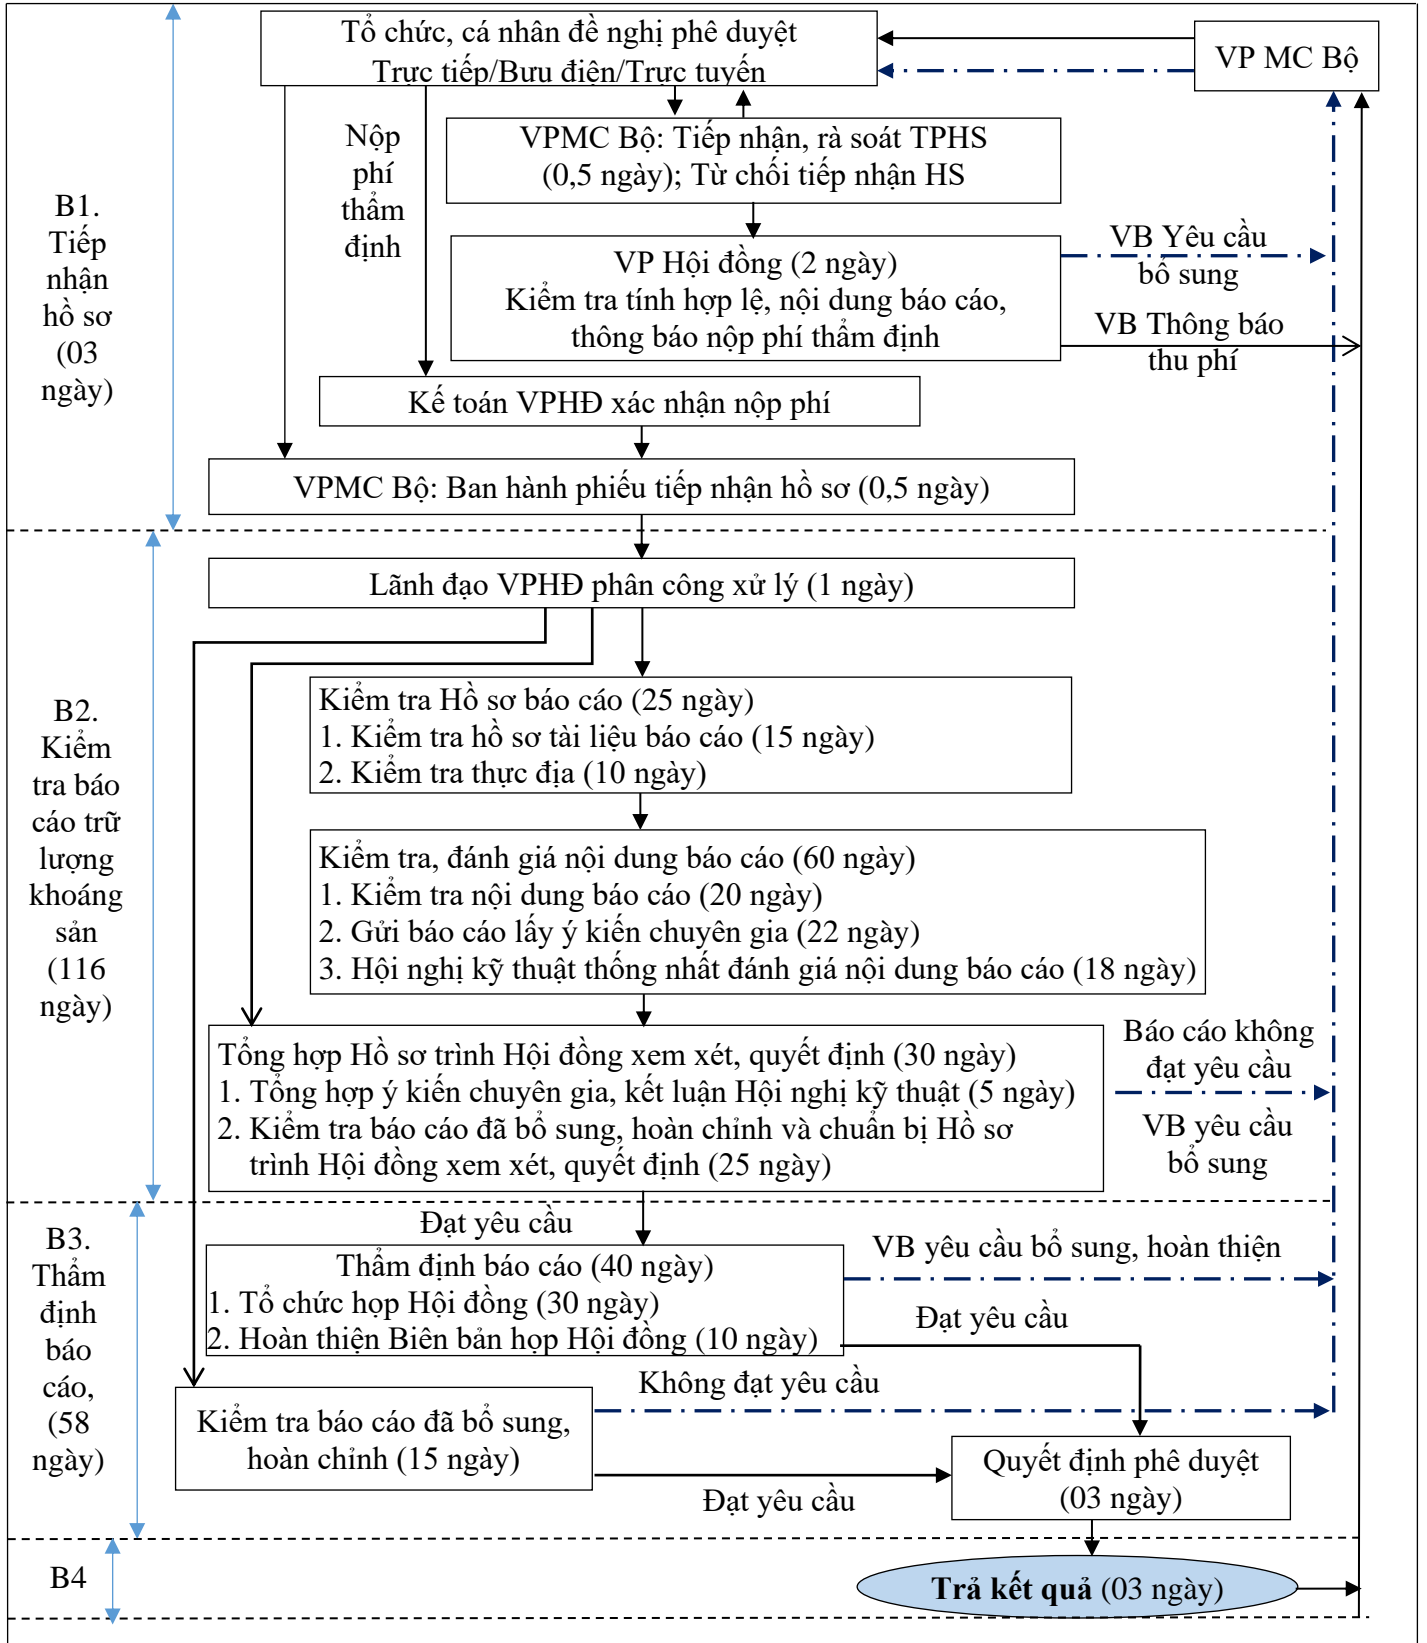 Tổ chức, cá nhân đề nghị phê duyệt
Trực tiếp/Bưu điện/Trực tuyến
VP MC Bộ
Nộp
phí
thẩm
định
VPMC Bộ: Tiếp nhận, rà soát TPHS
(0,5 ngày); Từ chối tiếp nhận HS
B1.
Tiếp
nhận
hồ sơ
(03
ngày)
VP Hội đồng (2 ngày)
Kiểm tra tính hợp lệ, nội dung báo cáo,
thông báo nộp phí thẩm định
VB Yêu cầu
bổ sung
VB Thông báo
thu phí
Kế toán VPHĐ xác nhận nộp phí
VPMC Bộ: Ban hành phiếu tiếp nhận hồ sơ (0,5 ngày)
Lãnh đạo VPHĐ phân công xử lý (1 ngày)
B2.
Kiểm
tra báo
cáo trữ
lượng
khoáng
sản
(116
ngày)
Kiểm tra Hồ sơ báo cáo (25 ngày)
1. Kiểm tra hồ sơ tài liệu báo cáo (15 ngày)
2. Kiểm tra thực địa (10 ngày)
Kiểm tra, đánh giá nội dung báo cáo (60 ngày)
1. Kiểm tra nội dung báo cáo (20 ngày)
2. Gửi báo cáo lấy ý kiến chuyên gia (22 ngày)
3. Hội nghị kỹ thuật thống nhất đánh giá nội dung báo cáo (18 ngày)
Tổng hợp Hồ sơ trình Hội đồng xem xét, quyết định (30 ngày)
1. Tổng hợp ý kiến chuyên gia, kết luận Hội nghị kỹ thuật (5 ngày)
2. Kiểm tra báo cáo đã bổ sung, hoàn chỉnh và chuẩn bị Hồ sơ
trình Hội đồng xem xét, quyết định (25 ngày)
Báo cáo không
đạt yêu cầu
VB yêu cầu
bổ sung
B3.
Thẩm
định
báo
cáo,
(58
ngày)
Đạt yêu cầu
Thẩm định báo cáo (40 ngày)
1. Tổ chức họp Hội đồng (30 ngày)
2. Hoàn thiện Biên bản họp Hội đồng (10 ngày)
VB yêu cầu bổ sung, hoàn thiện
Đạt yêu cầu
Không đạt yêu cầu
Kiểm tra báo cáo đã bổ sung,
hoàn chỉnh (15 ngày)
Đạt yêu cầu
Quyết định phê duyệt
(03 ngày)
B4
Trả kết quả (03 ngày)